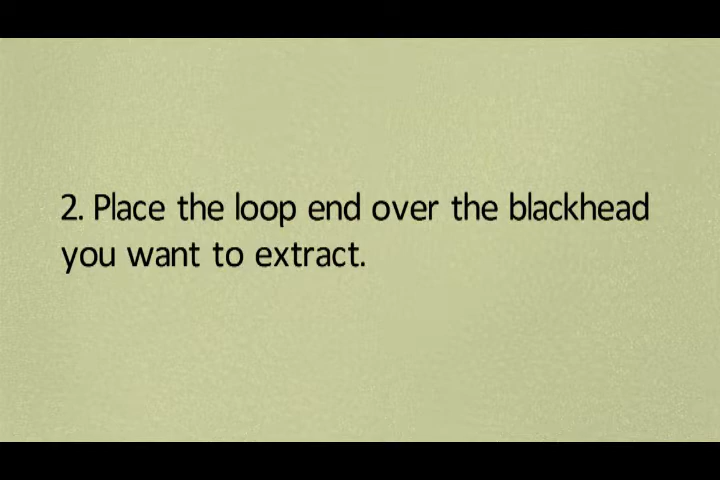 2. Place the loop end over the blackhead
you want to extract.